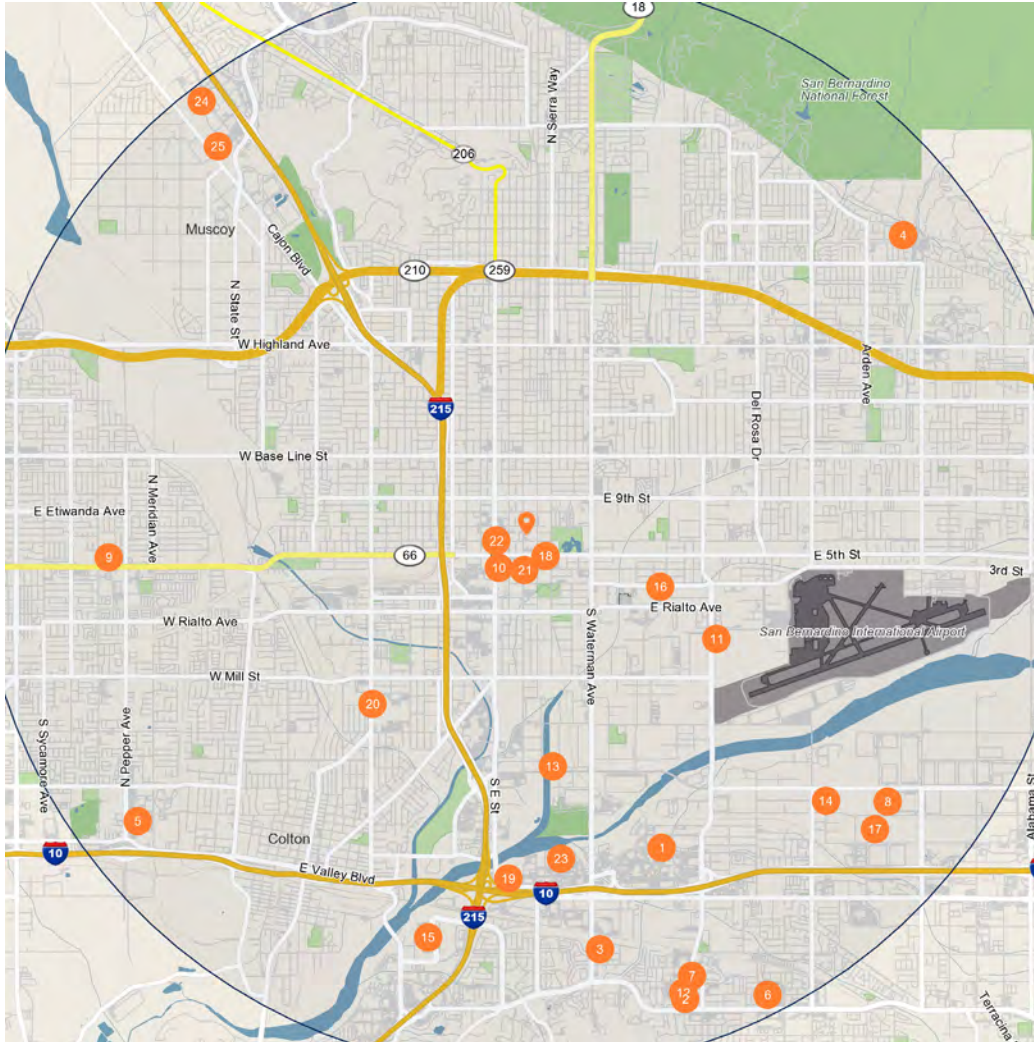 18
San Bernardino
National Forest
24
N Sierra Way
25
206
Muscoy
Cajon Blvd
4
210
259
N State St
W Highland Ave
Arden Ave
215
Del Rosa Dr
W Base Line St
N Meridian Ave
E 9th St
E Etiwanda Ave
22
9
66
18
E 5th St
10
21
3rd St
16
E Rialto Ave
W Rialto Ave
11
San Bernardino International Airport
S Waterman Ave
W Mill St
20
S Sycamore Ave
N Pepper Ave
13
S E St
14
8
Alabama St
5
17
Colton
1
10
23
E Valley Blvd
19
10
215
15
3
7
12
2
6
Terracina